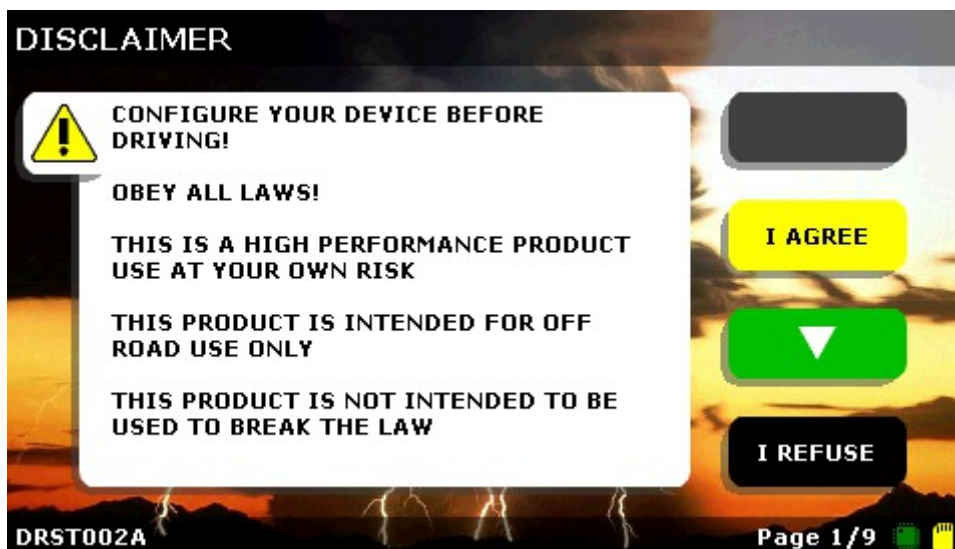 DISCLAIMER
CONFIGURE YOUR DEVICE BEFORE
DRIVING!
OBEY ALL LAWS!
THIS IS A HIGH PERFORMANCE PRODUCT
USE AT YOUR OWN RISK
THIS PRODUCT IS INTENDED FOR OFF
ROAD USE ONLY
THIS PRODUCT IS NOT INTENDED TO BE
USED TO BREAK THE LAW
I AGREE
I REFUSE
DRST002A
Page 1/9